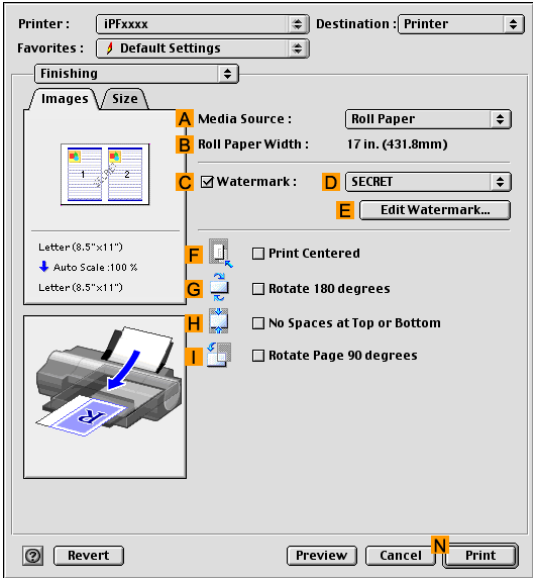 Printer : iPFxxxx Destination : Printer
Favorites : Default Settings
Finishing
Images Size
A Media Source : Roll Paper
B Roll Paper Width : 17 in. (431.8mm)
C Watermark : D SECRET
E Edit Watermark...
1 SECRET 2
Letter (8.5"x11")
Auto Scale :100 %
Letter (8.5"x11")
F Print Centered
G Rotate 180 degrees
H No Spaces at Top or Bottom
I Rotate Page 90 degrees
R
? Revert Preview Cancel N Print